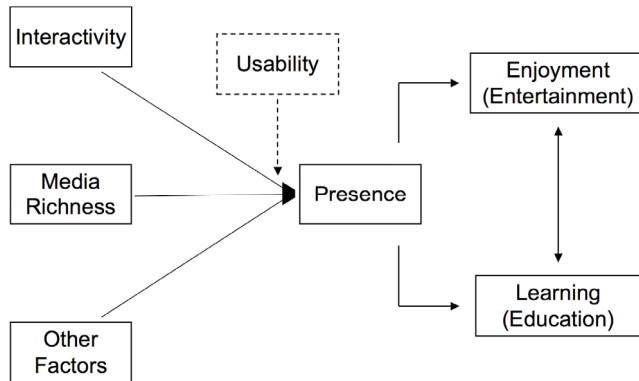 Interactivity
Usability
Enjoyment
(Entertainment)
Media
Richness
Presence
Learning
(Education)
Other
Factors